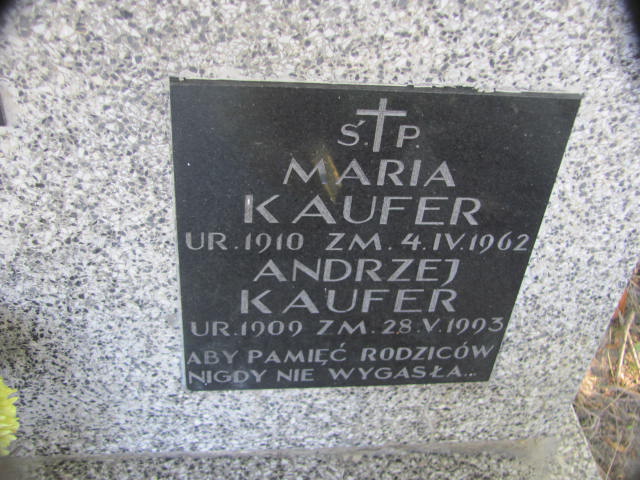 Ś. P.
MARIA
KAUFER
UR. 1910 ZM. 4.IV.1962
ANDRZEJ
KAUFER
UR. 1909 ZM. 28.V.1993
ABY PAMIĘĆ RODZICÓW
NIGDY NIE WYGASŁA...